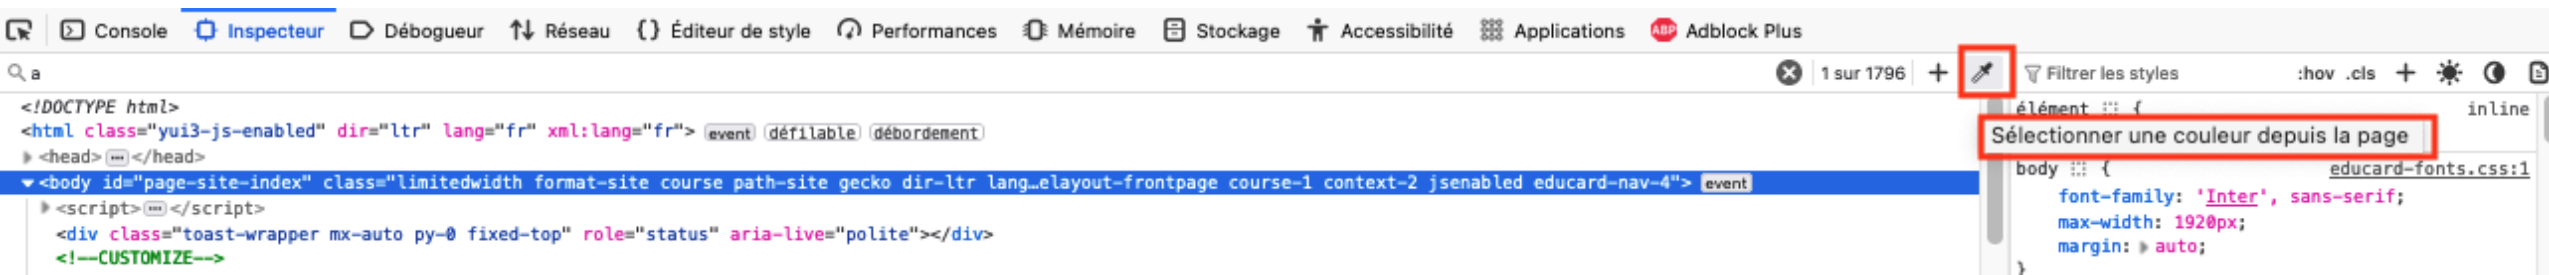 Console Inspecteur Débogueur Réseau {} Éditeur de style Performances Mémoire Stockage Accessibilité Applications ABP Adblock Plus
a 1 sur 1796 + Filtrer les styles :hov .cls +
<!DOCTYPE html>
<html class="yui3-js-enabled" dir="ltr" lang="fr" xml:lang="fr"> event défilable débordement
<head> ⋯ </head>
<body id="page-site-index" class="limitedwidth format-site course path-site gecko dir-ltr lang…elayout-frontpage course-1 context-2 jsenabled educard-nav-4"> event
<script> ⋯ </script>
<div class="toast-wrapper mx-auto py-0 fixed-top" role="status" aria-live="polite"></div>
<!--CUSTOMIZE-->
élément { inline
Sélectionner une couleur depuis la page
body { educard-fonts.css:1
font-family: 'Inter', sans-serif;
max-width: 1920px;
margin: auto;
}